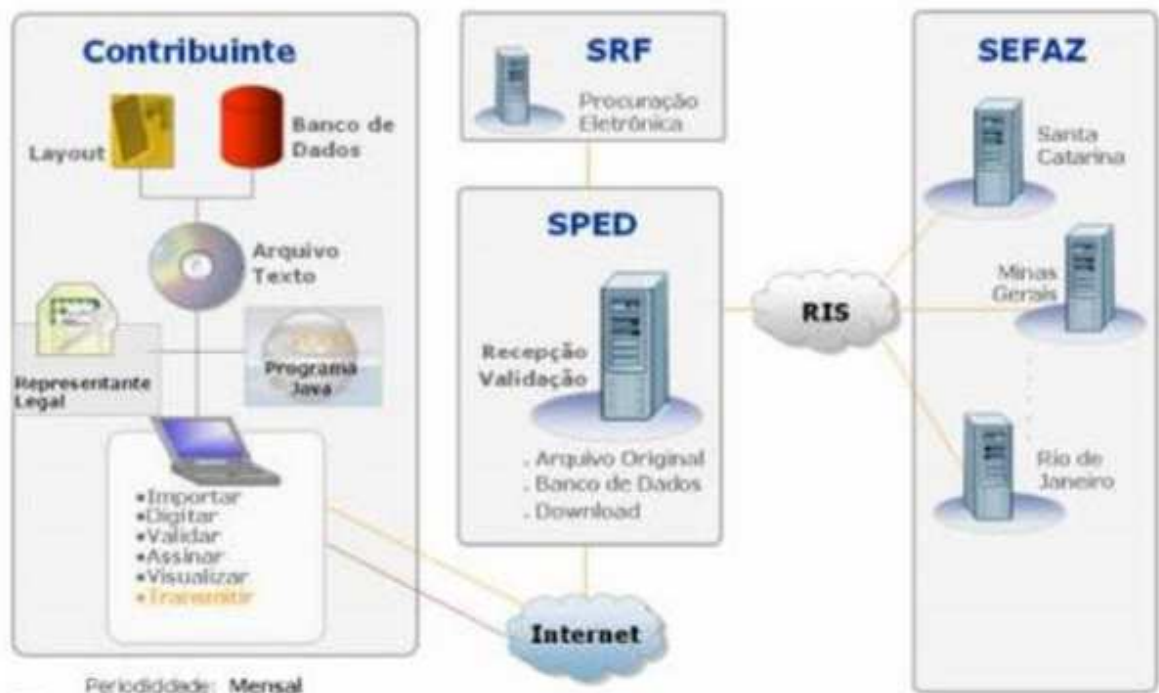 Contribuinte
Layout
Banco de
Dados
Arquivo
Texto
Representante
Legal
Programa
Java
•Importar
•Digitar
•Validar
•Assinar
•Visualizar
•Transmitir
Periodicidade: Mensal
SRF
Procuração
Eletrônica
SPED
Recepção
Validação
. Arquivo Original
. Banco de Dados
. Download
Internet
RIS
SEFAZ
Santa
Catarina
Minas
Gerais
Rio de
Janeiro